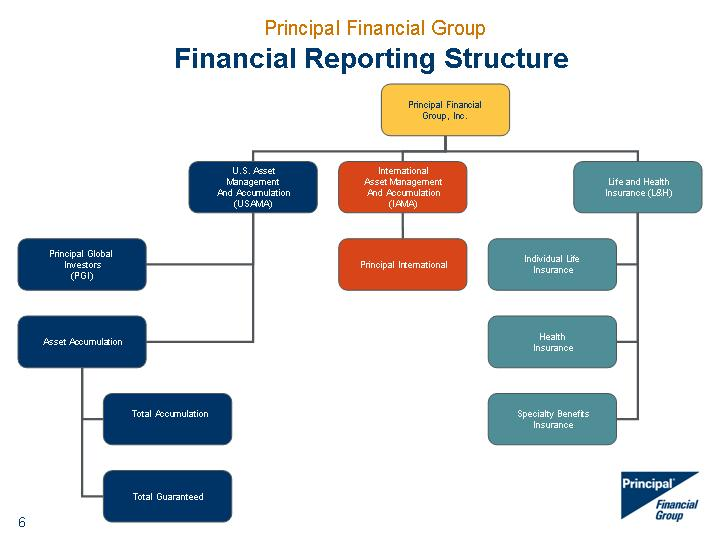 Principal Financial Group
Financial Reporting Structure
Principal Financial
Group, Inc.
U.S. Asset
Management
And Accumulation
(USAMA)
International
Asset Management
And Accumulation
(IAMA)
Life and Health
Insurance (L&H)
Principal Global
Investors
(PGI)
Principal International
Individual Life
Insurance
Asset Accumulation
Health
Insurance
Total Accumulation
Specialty Benefits
Insurance
Total Guaranteed
Principal
Financial
Group
6